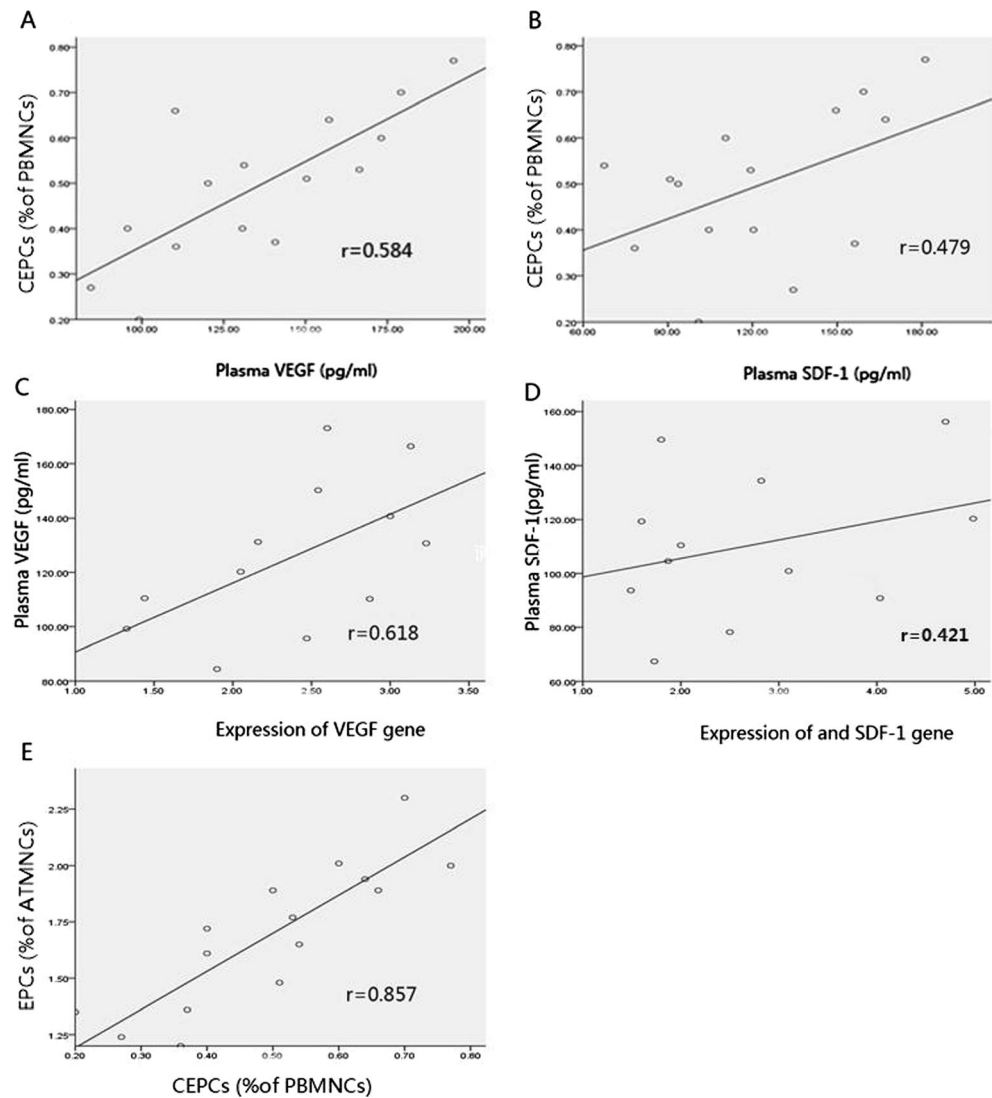 A
CEPCs (%of PBMNCs)
0.80
0.70
0.60
0.50
0.40
0.30
0.20
r=0.584
100.00 125.00 150.00 175.00 200.00
Plasma VEGF (pg/ml)
B
CEPCs (%of PBMNCs)
0.80
0.70
0.60
0.50
0.40
0.30
0.20
r=0.479
60.00 90.00 120.00 150.00 180.00
Plasma SDF-1 (pg/ml)
C
Plasma VEGF (pg/ml)
180.00
160.00
140.00
120.00
100.00
80.00
r=0.618
1.00 1.50 2.00 2.50 3.00 3.50
Expression of VEGF gene
D
Plasma SDF-1(pg/ml)
160.00
140.00
120.00
100.00
80.00
60.00
r=0.421
1.00 2.00 3.00 4.00 5.00
Expression of and SDF-1 gene
E
EPCs (%of ATMNCs)
2.25
2.00
1.75
1.50
1.25
r=0.857
0.20 0.30 0.40 0.50 0.60 0.70 0.80
CEPCs (%of PBMNCs)